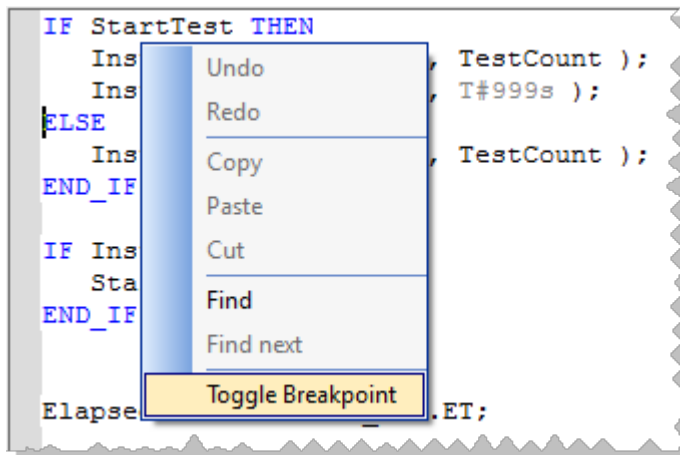 IF StartTest THEN
Ins , TestCount );
Ins , T#999s );
ELSE
Ins , TestCount );
END_IF
IF Ins
Sta
END_IF
Elapse .ET;
Undo
Redo
Copy
Paste
Cut
Find
Find next
Toggle Breakpoint